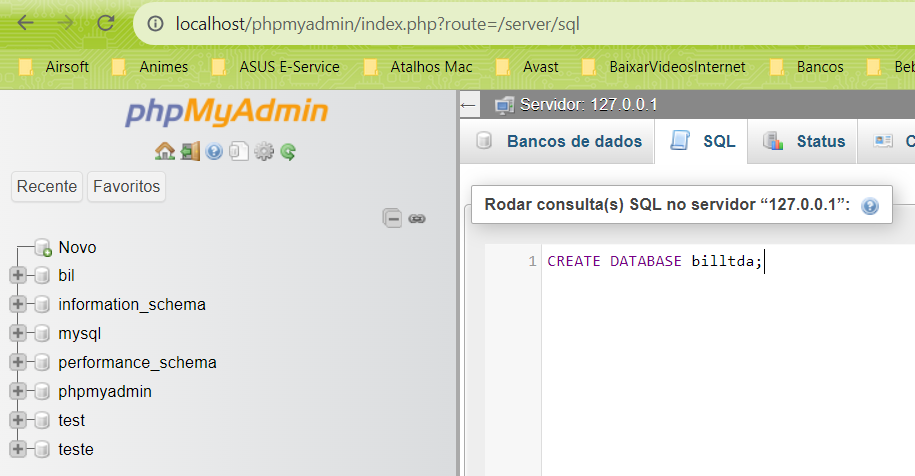 localhost/phpmyadmin/index.php?route=/server/sql
Airsoft Animes ASUS E-Service Atalhos Mac Avast BaixarVideosInternet Bancos Beb
phpMyAdmin
Recente Favoritos
Novo
bil
information_schema
mysql
performance_schema
phpmyadmin
test
teste
Servidor: 127.0.0.1
Bancos de dados SQL Status C
Rodar consulta(s) SQL no servidor “127.0.0.1”:
1 CREATE DATABASE billtda;